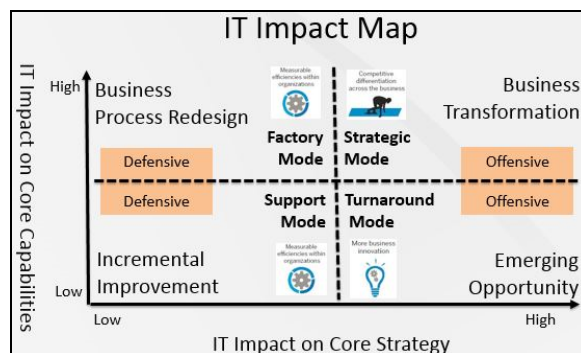 IT Impact Map
IT Impact on Core Capabilities
High
Low
Business
Process Redesign
Measurable
efficiencies within
organizations
Factory
Mode
Competitive
differentiation
across the business
Strategic
Mode
Business
Transformation
Defensive
Offensive
Defensive
Offensive
Support
Mode
Turnaround
Mode
Incremental
Improvement
Measurable
efficiencies within
organizations
More business
innovation
Emerging
Opportunity
Low
High
IT Impact on Core Strategy